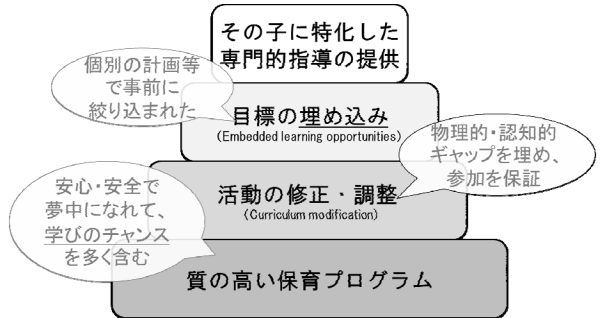 その子に特化した
専門的指導の提供
個別の計画等
で事前に
絞り込まれた
目標の埋め込み
(Embedded learning opportunities)
物理的・認知的
ギャップを埋め、
参加を保証
活動の修正・調整
(Curriculum modification)
安心・安全で
夢中になれて、
学びのチャンス
を多く含む
質の高い保育プログラム